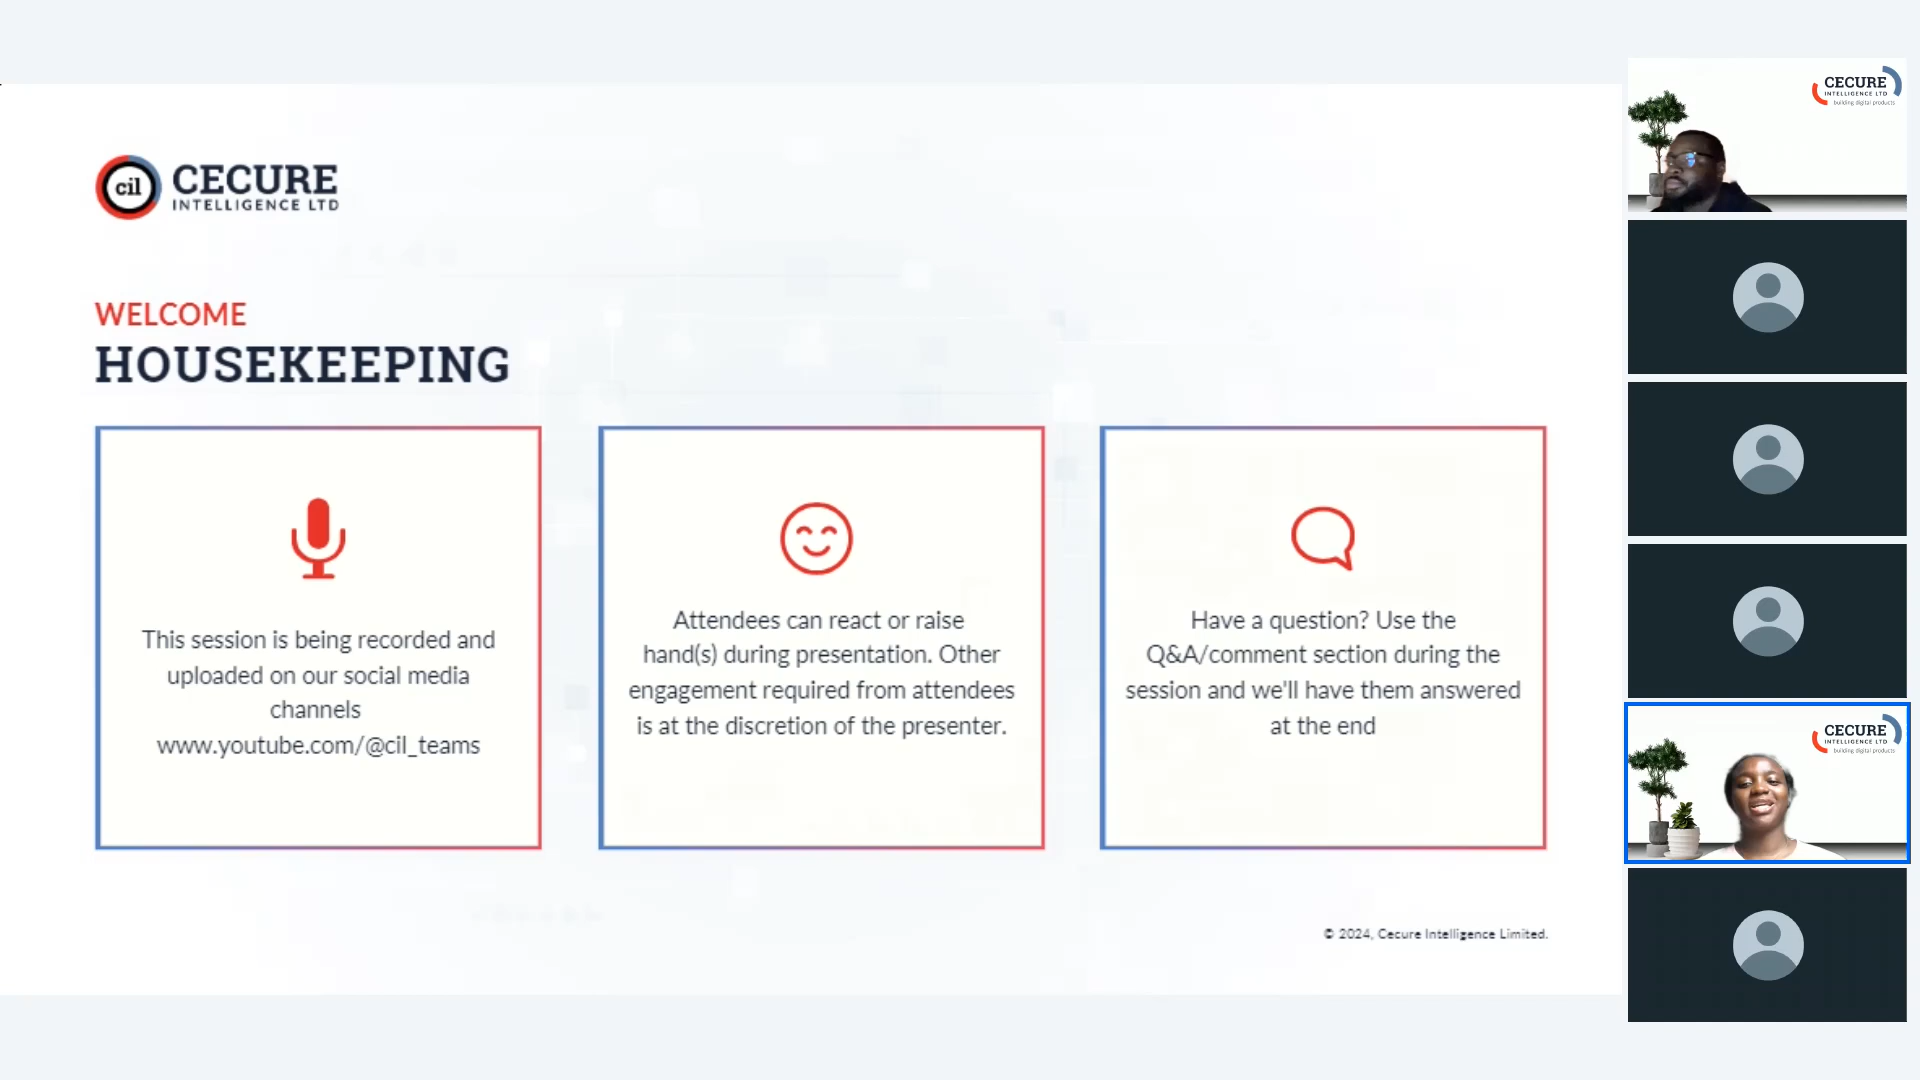 cil
CECURE
INTELLIGENCE LTD
WELCOME
HOUSEKEEPING
This session is being recorded and
uploaded on our social media
channels
www.youtube.com/@cil_teams
Attendees can react or raise
hand(s) during presentation. Other
engagement required from attendees
is at the discretion of the presenter.
Have a question? Use the
Q&A/comment section during the
session and we'll have them answered
at the end
© 2024, Cecure Intelligence Limited.
CECURE
INTELLIGENCE LTD
building digital products
CECURE
INTELLIGENCE LTD
building digital products